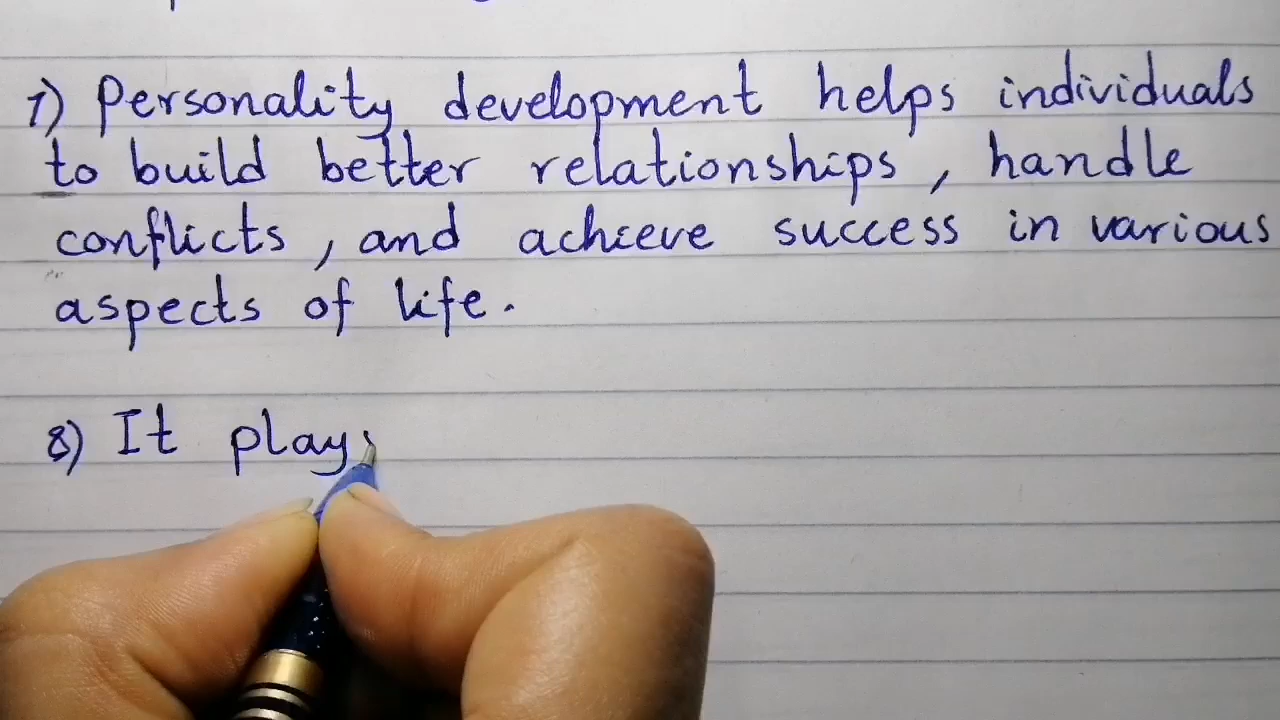 7) Personality development helps individuals
to build better relationships, handle
conflicts, and achieve success in various
aspects of life.
8) It plays